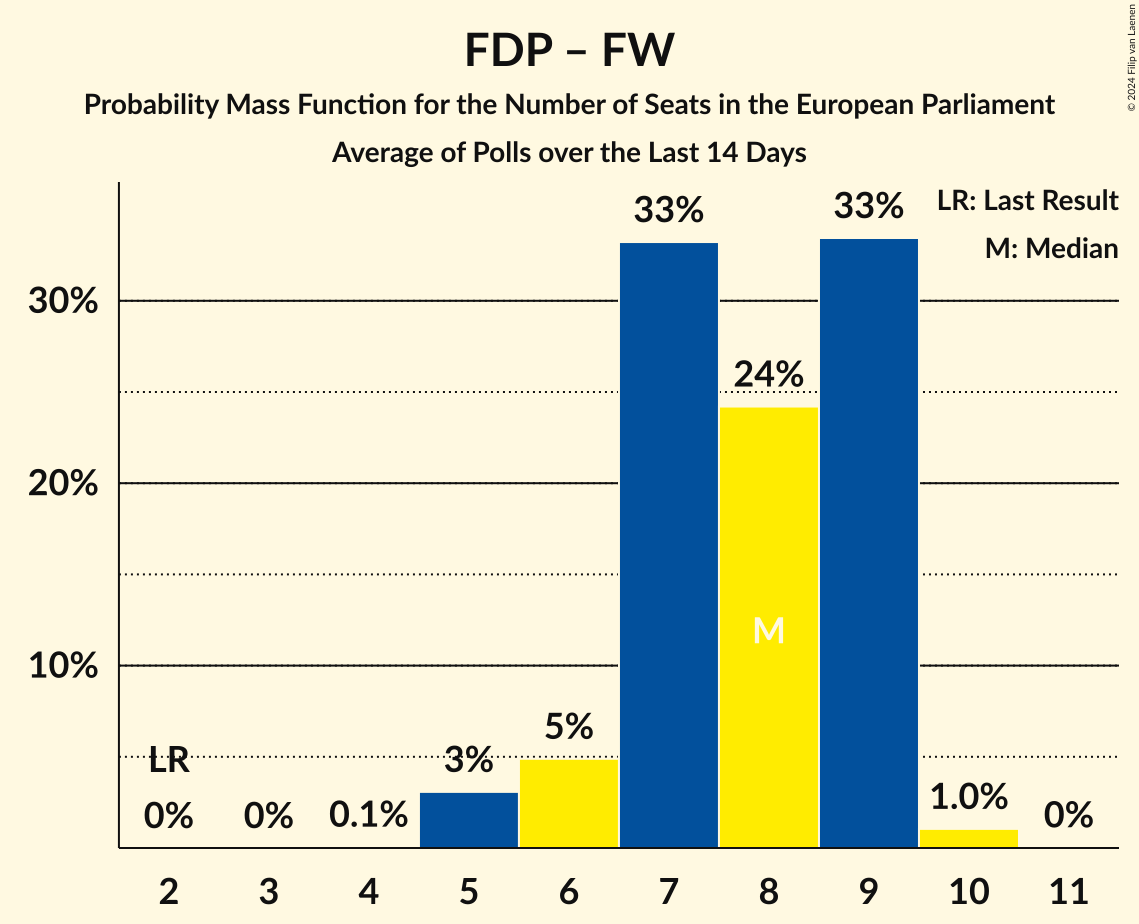 FDP – FW
Probability Mass Function for the Number of Seats in the European Parliament
Average of Polls over the Last 14 Days
© 2024 Filip van Laenen
LR: Last Result
M: Median
33%
33%
30%
24%
20%
M
10%
5%
LR
3%
0%
0%
0.1%
1.0%
0%
2 3 4 5 6 7 8 9 10 11